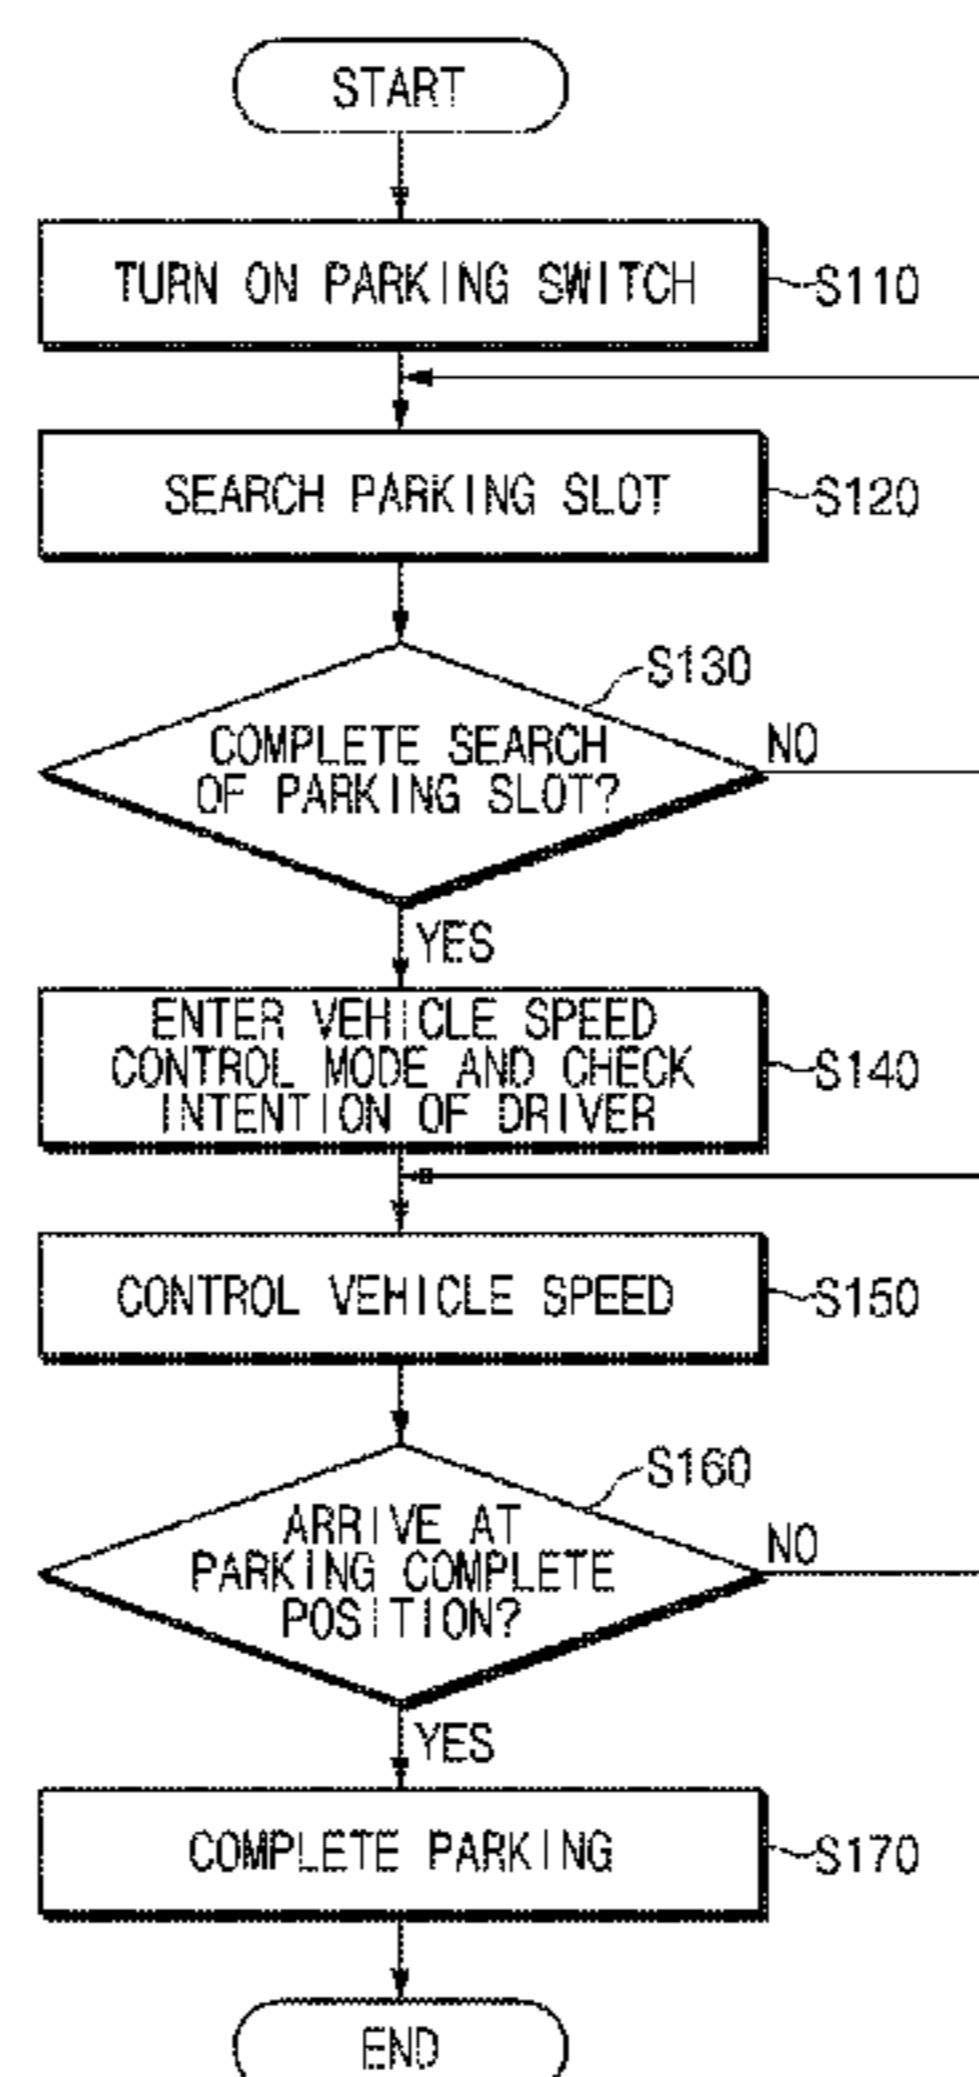 START
TURN ON PARKING SWITCH
S110
SEARCH PARKING SLOT
S120
S130
COMPLETE SEARCH
OF PARKING SLOT?
NO
YES
ENTER VEHICLE SPEED
CONTROL MODE AND CHECK
INTENTION OF DRIVER
S140
CONTROL VEHICLE SPEED
S150
S160
ARRIVE AT
PARKING COMPLETE
POSITION?
NO
YES
COMPLETE PARKING
S170
END